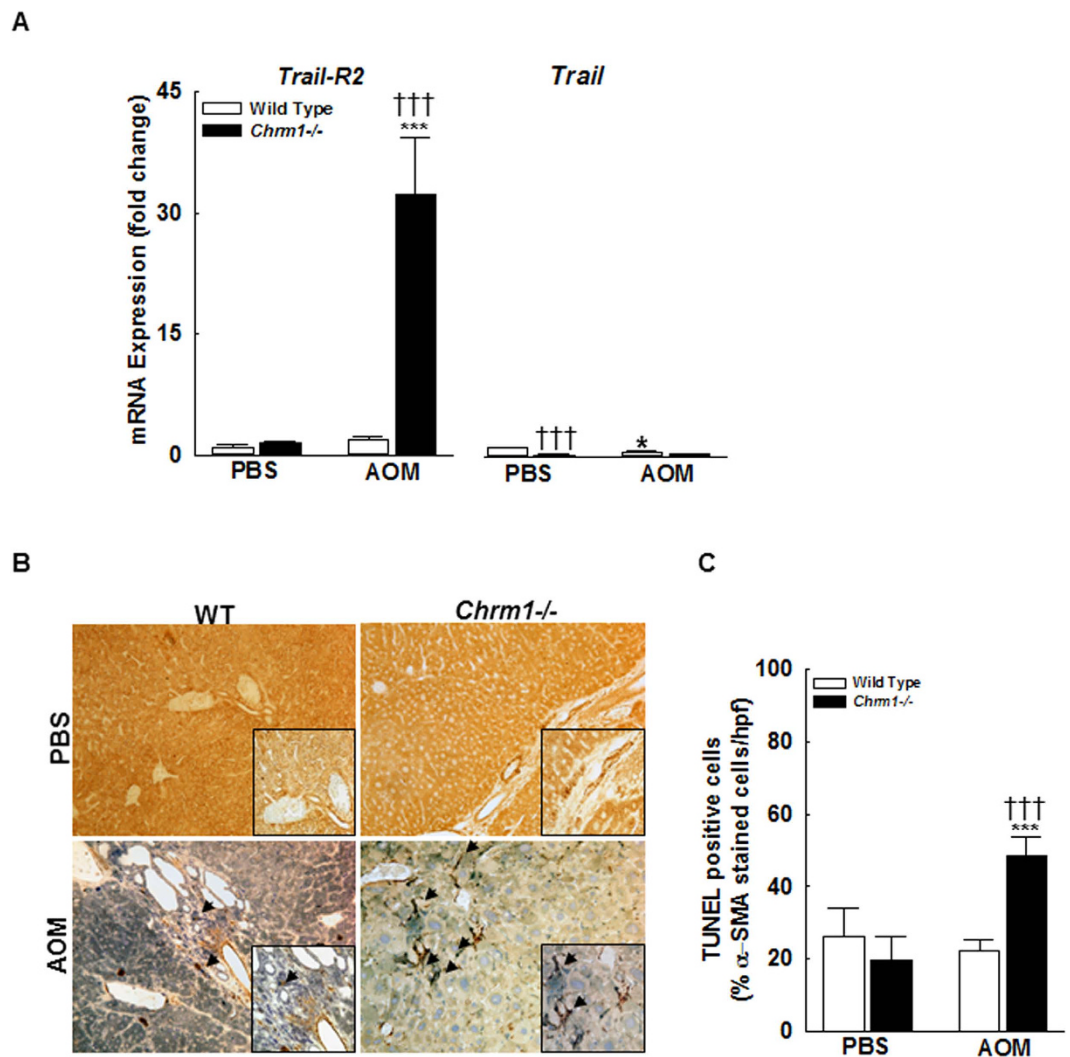 A
Trail-R2 Trail
mRNA Expression (fold change)
45
30
15
0
Wild Type
Chrm1-/-
†††
***
†††
*
PBS AOM PBS AOM
B
WT Chrm1-/-
PBS
AOM
C
TUNEL positive cells
(% α–SMA stained cells/hpf)
100
80
60
40
20
0
Wild Type
Chrm1-/-
†††
***
PBS AOM